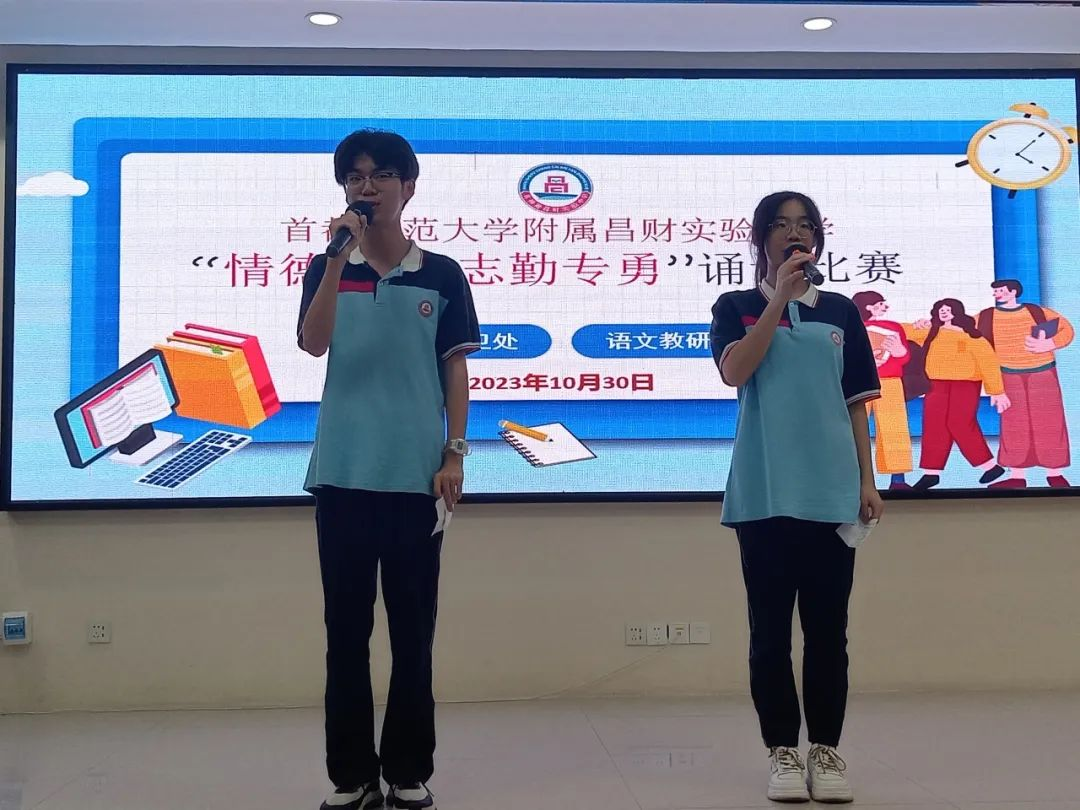 首都 范大学附属昌财实验 学
“情德 志勤专勇”诵 比赛
处 语文教研
2023年10月30日